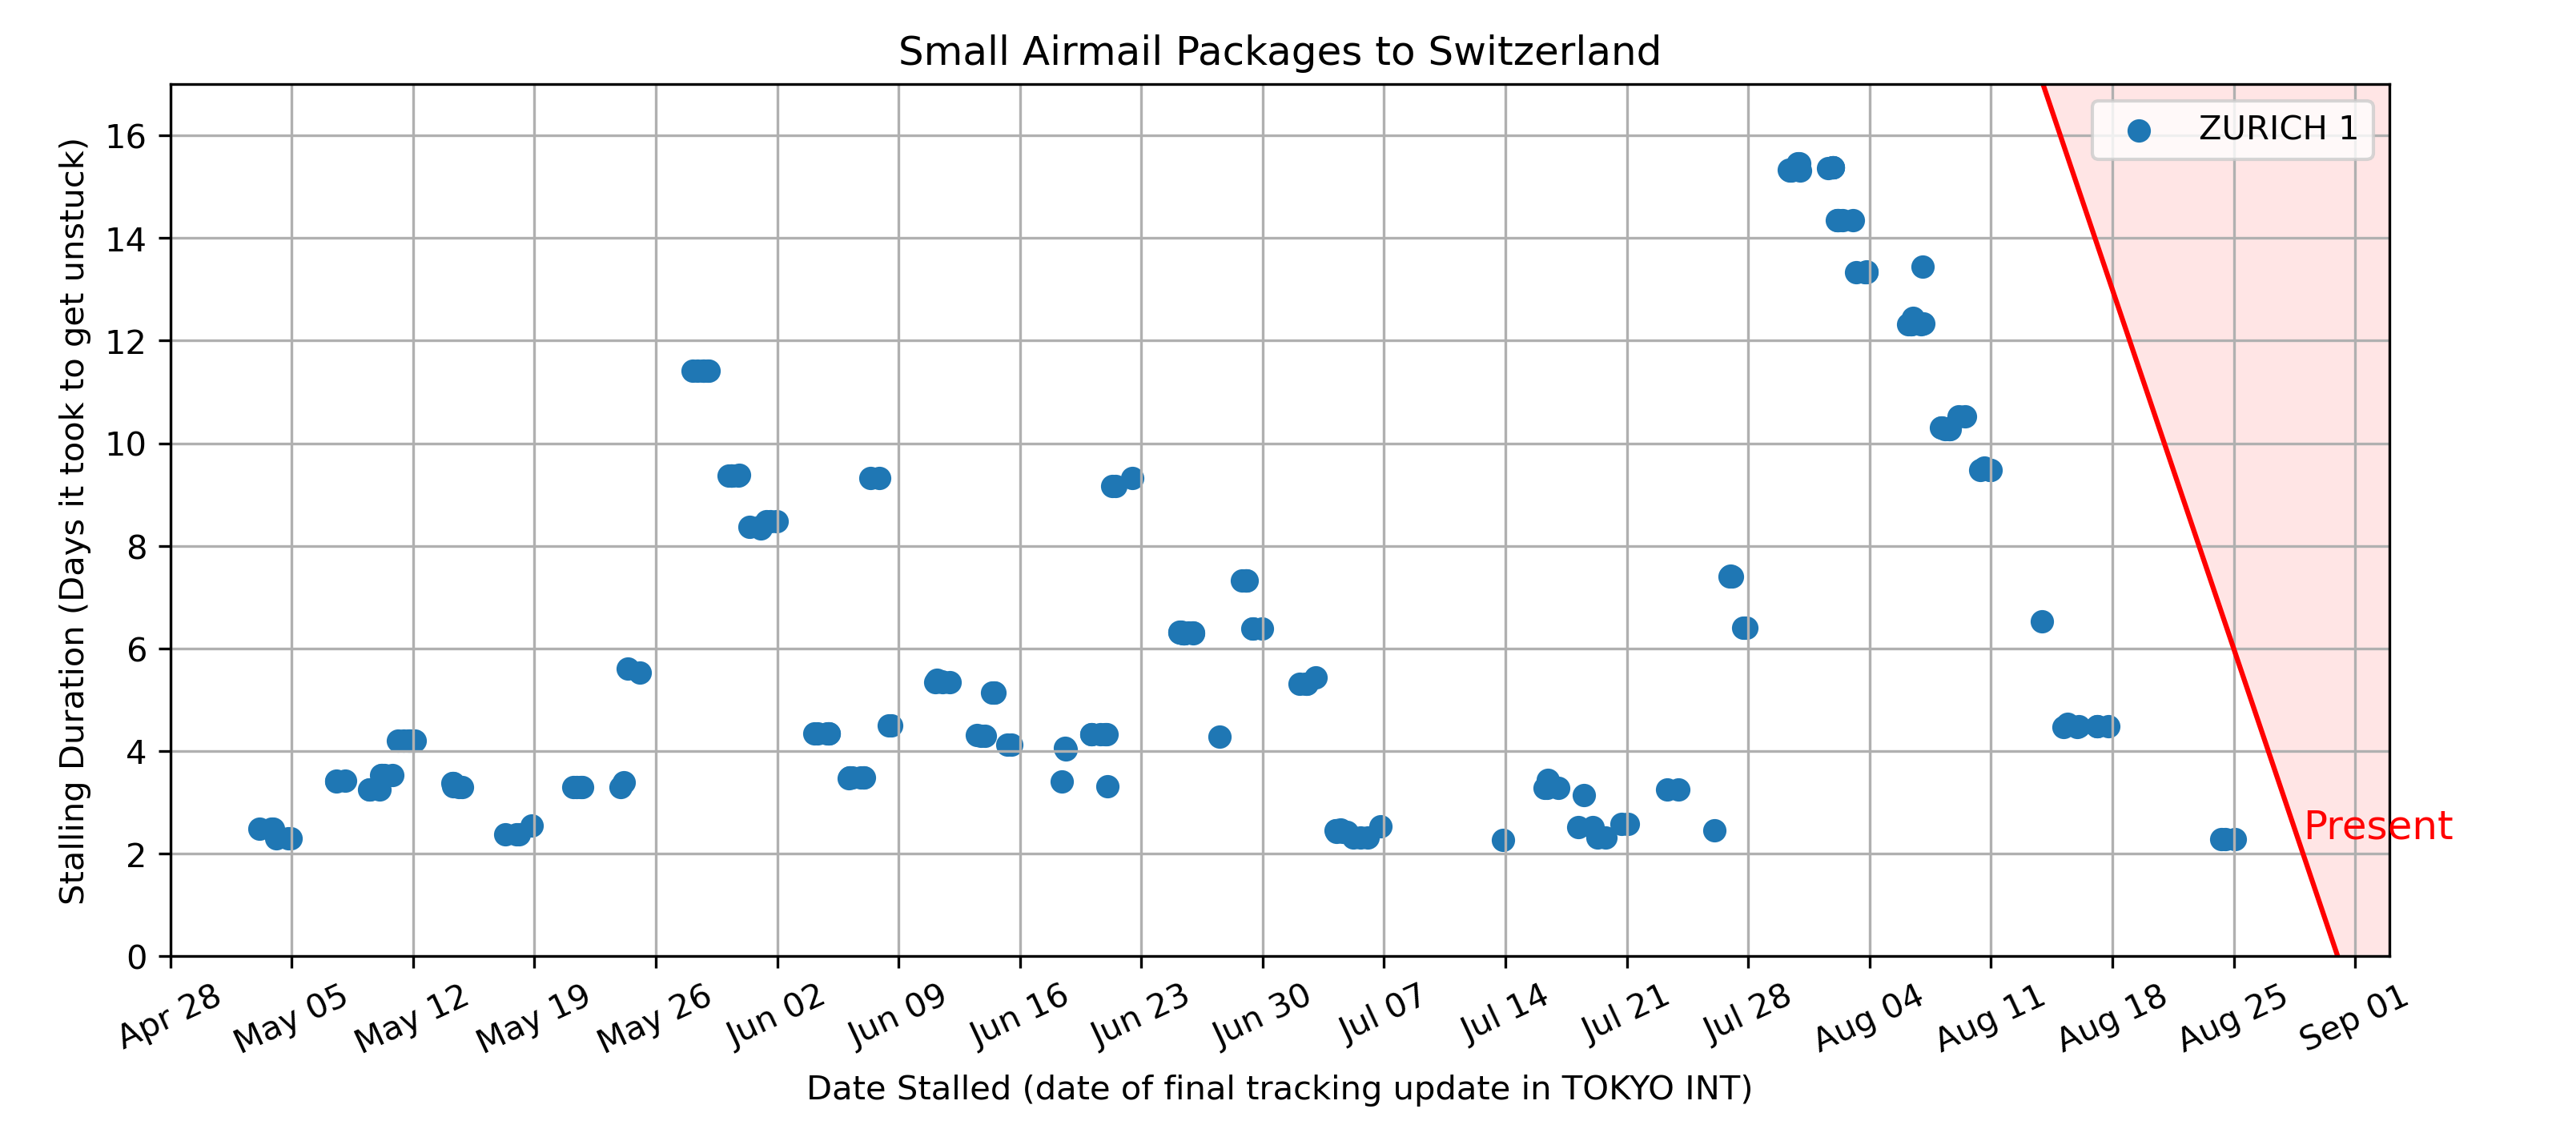 Small Airmail Packages to Switzerland
ZURICH 1
Stalling Duration (Days it took to get unstuck)
16
14
12
10
8
6
4
2
0
Present
Apr 28
May 05
May 12
May 19
May 26
Jun 02
Jun 09
Jun 16
Jun 23
Jun 30
Jul 07
Jul 14
Jul 21
Jul 28
Aug 04
Aug 11
Aug 18
Aug 25
Sep 01
Date Stalled (date of final tracking update in TOKYO INT)